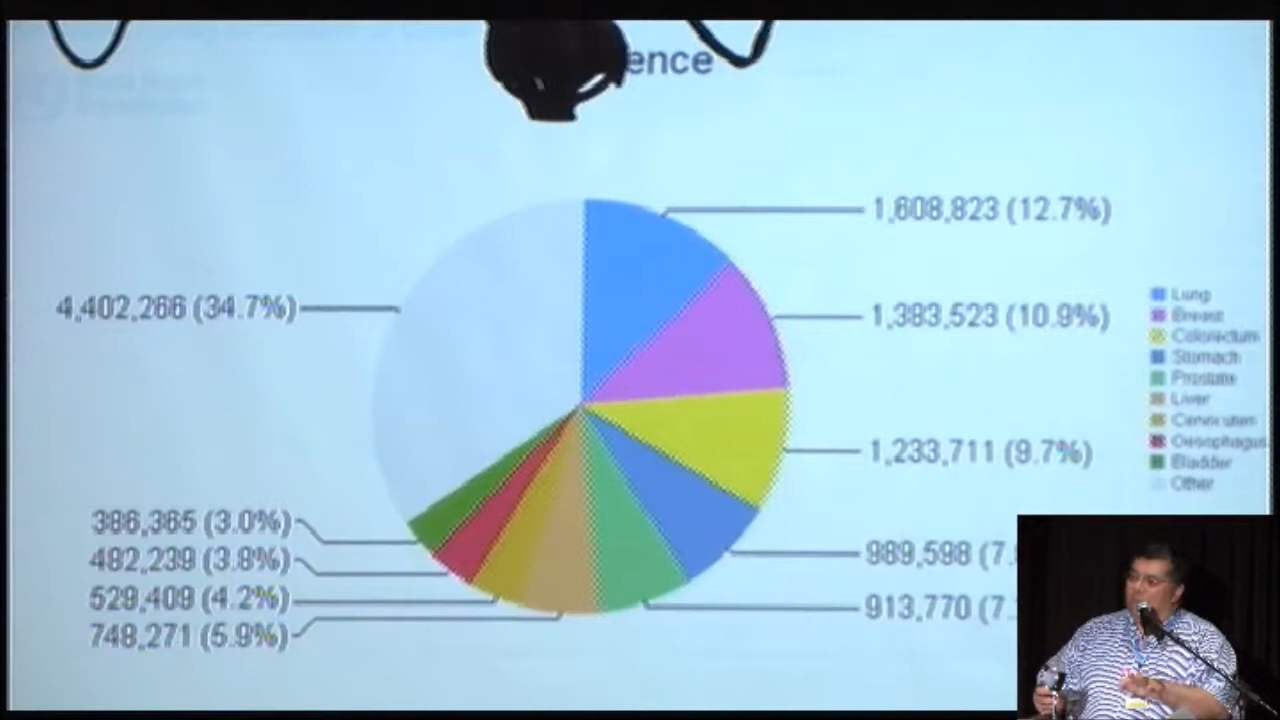 ence
1,608,823 (12.7%)
4,402,266 (34.7%)
1,383,523 (10.9%)
1,233,711 (9.7%)
386,365 (3.0%)
482,239 (3.8%)
529,409 (4.2%)
748,271 (5.9%)
989,598 (7.
913,770 (7.
Lung
Breast
Colorectum
Stomach
Prostate
Liver
Oesophagus
Bladder
Other